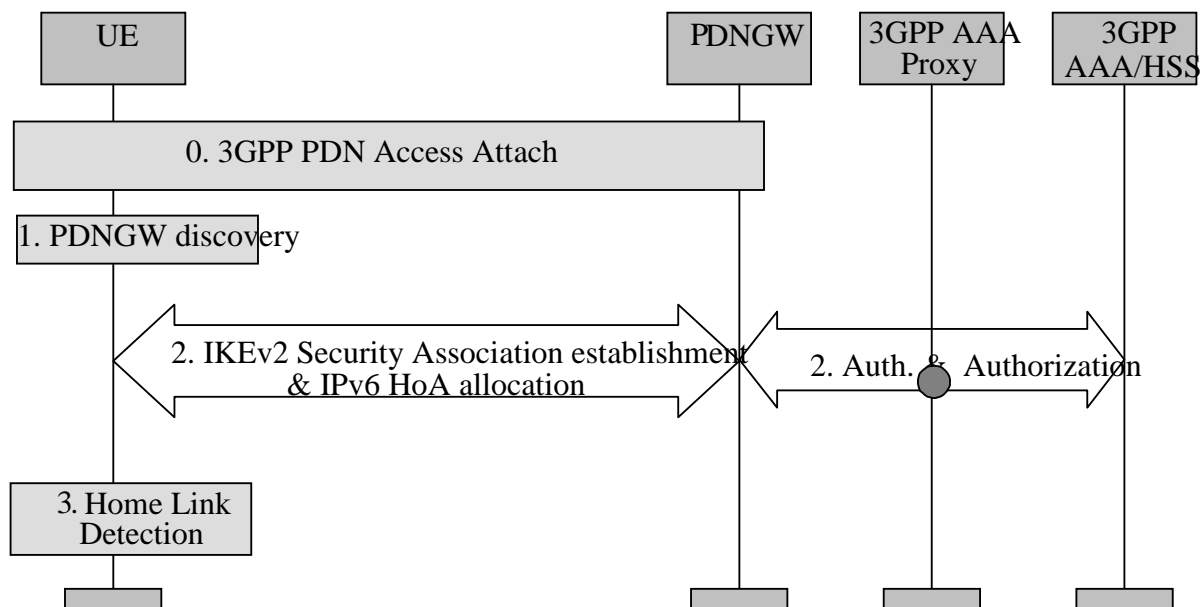 UE
PDNGW
3GPP AAA
Proxy
3GPP
AAA/HSS
0. 3GPP PDN Access Attach
1. PDNGW discovery
2. IKEv2 Security Association establishment
& IPv6 HoA allocation
2. Auth. & Authorization
3. Home Link
Detection